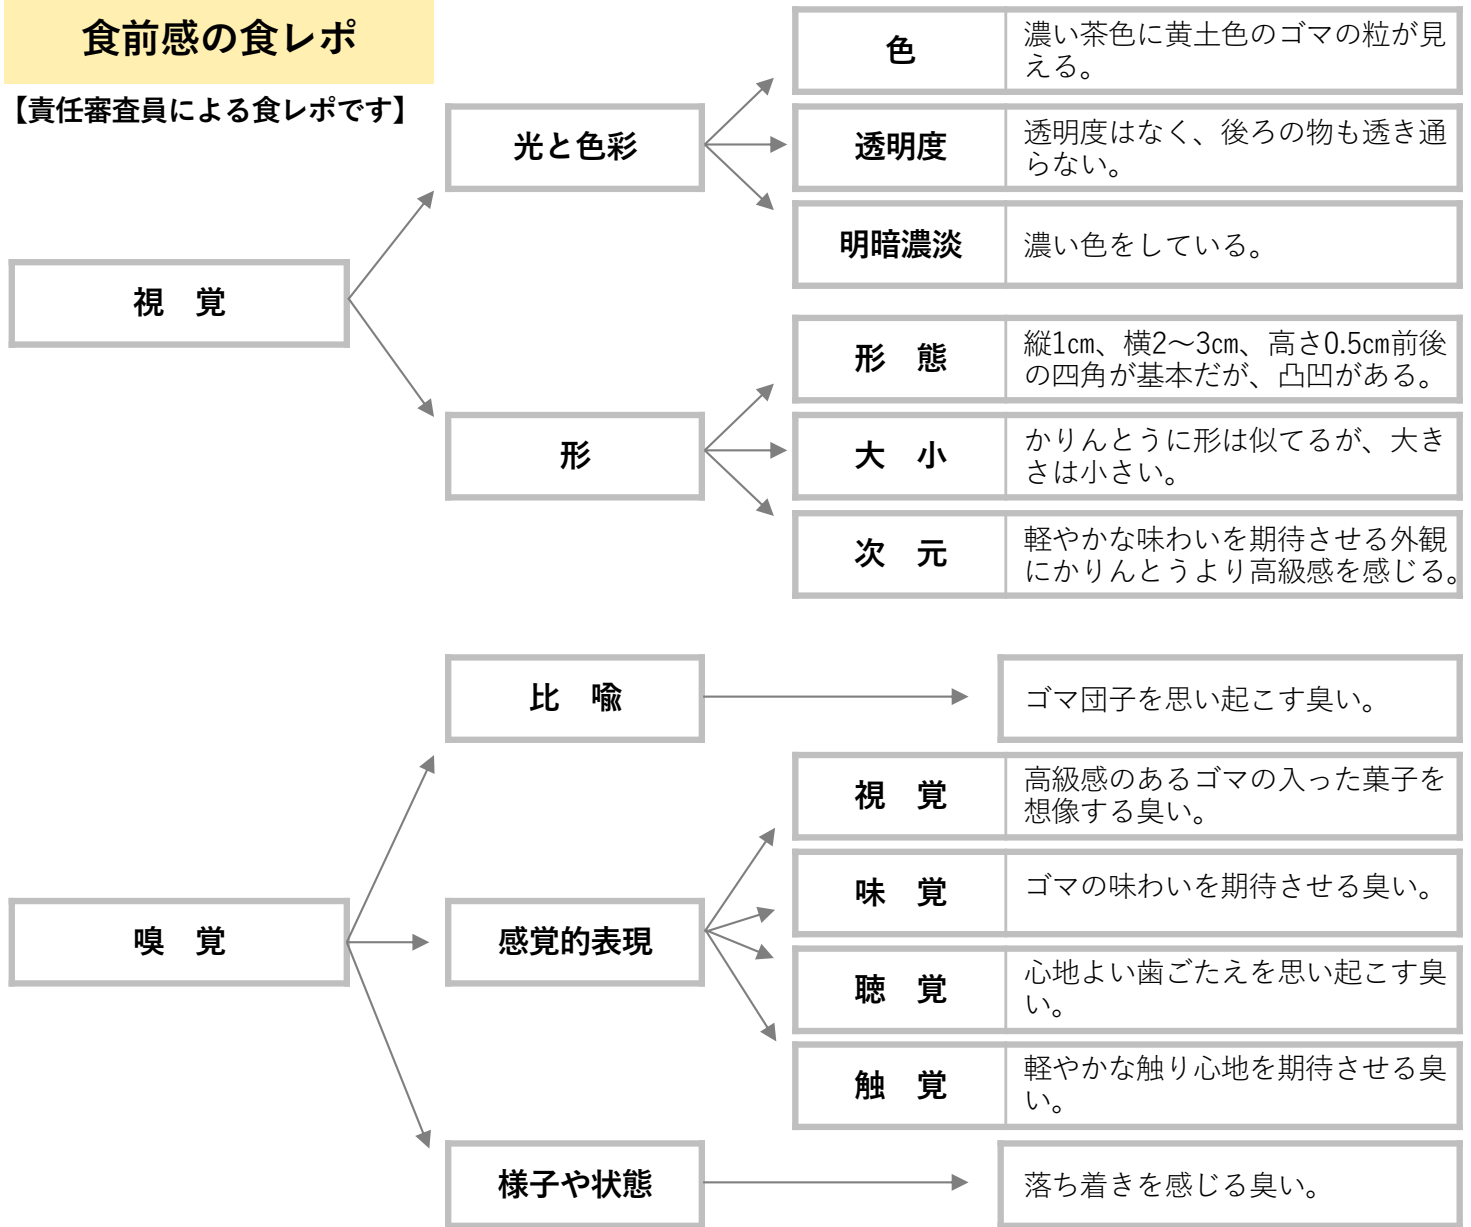 食前感の食レポ
【責任審査員による食レポです】
視　覚
光と色彩
色
濃い茶色に黄土色のゴマの粒が見
える。
透明度
透明度はなく、後ろの物も透き通
らない。
明暗濃淡
濃い色をしている。
形
形　態
縦1㎝、横2～3㎝、高さ0.5㎝前後
の四角が基本だが、凸凹がある。
大　小
かりんとうに形は似てるが、大き
さは小さい。
次　元
軽やかな味わいを期待させる外観
にかりんとうより高級感を感じる。
嗅　覚
比　喩
ゴマ団子を思い起こす臭い。
感覚的表現
視　覚
高級感のあるゴマの入った菓子を
想像する臭い。
味　覚
ゴマの味わいを期待させる臭い。
聴　覚
心地よい歯ごたえを思い起こす臭
い。
触　覚
軽やかな触り心地を期待させる臭
い。
様子や状態
落ち着きを感じる臭い。